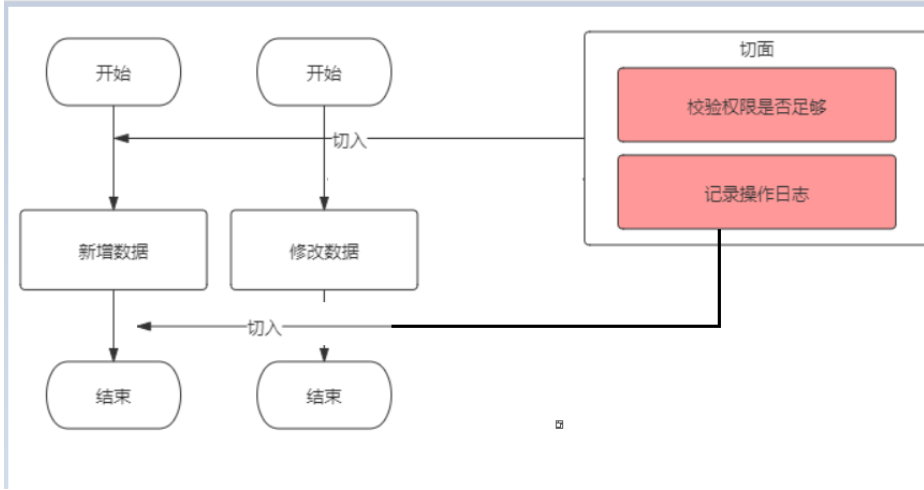 切面
开始
开始
校验权限是否足够
切入
记录操作日志
新增数据
修改数据
切入
结束
结束